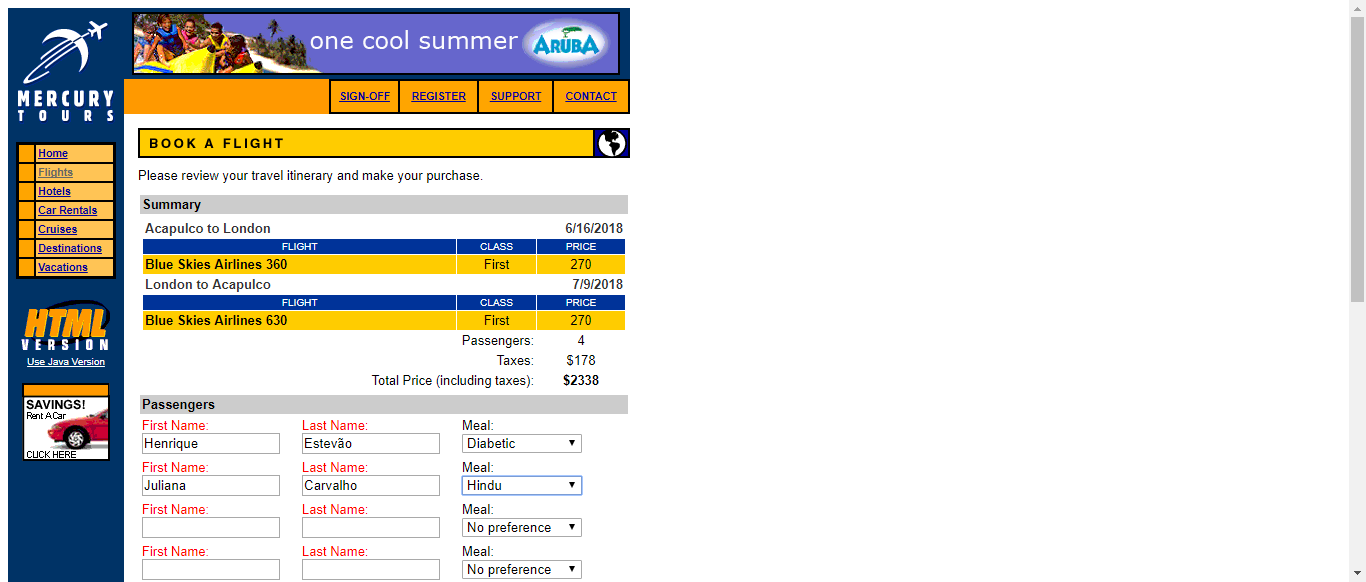 one cool summer ARUBA
MERCURY
TOURS
SIGN-OFF REGISTER SUPPORT CONTACT
Home
Flights
Hotels
Car Rentals
Cruises
Destinations
Vacations
HTML
VERSION
Use Java Version
SAVINGS!
Rent A Car
CLICK HERE
BOOK A FLIGHT
Please review your travel itinerary and make your purchase.
Summary
Acapulco to London 6/16/2018
FLIGHT CLASS PRICE
Blue Skies Airlines 360 First 270
London to Acapulco 7/9/2018
FLIGHT CLASS PRICE
Blue Skies Airlines 630 First 270
Passengers: 4
Taxes: $178
Total Price (including taxes): $2338
Passengers
First Name: Last Name: Meal:
Henrique Estevão Diabetic
First Name: Last Name: Meal:
Juliana Carvalho Hindu
First Name: Last Name: Meal:
No preference
First Name: Last Name: Meal:
No preference